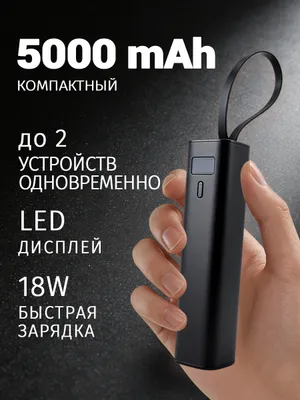 5000 mAh
КОМПАКТНЫЙ
до 2
УСТРОЙСТВ
ОДНОВРЕМЕННО
LED
ДИСПЛЕЙ
18W
БЫСТРАЯ
ЗАРЯДКА